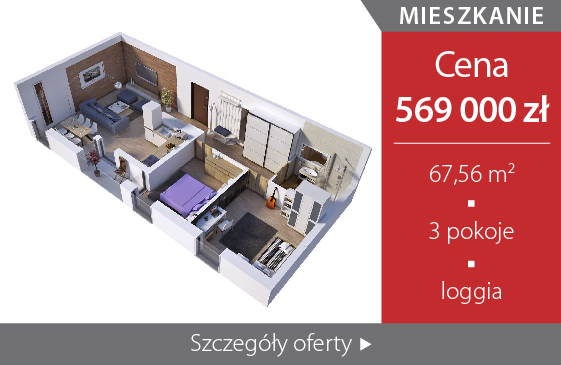 MIESZKANIE
Cena
569 000 zł
67,56 m²
3 pokoje
loggia
Szczegóły oferty